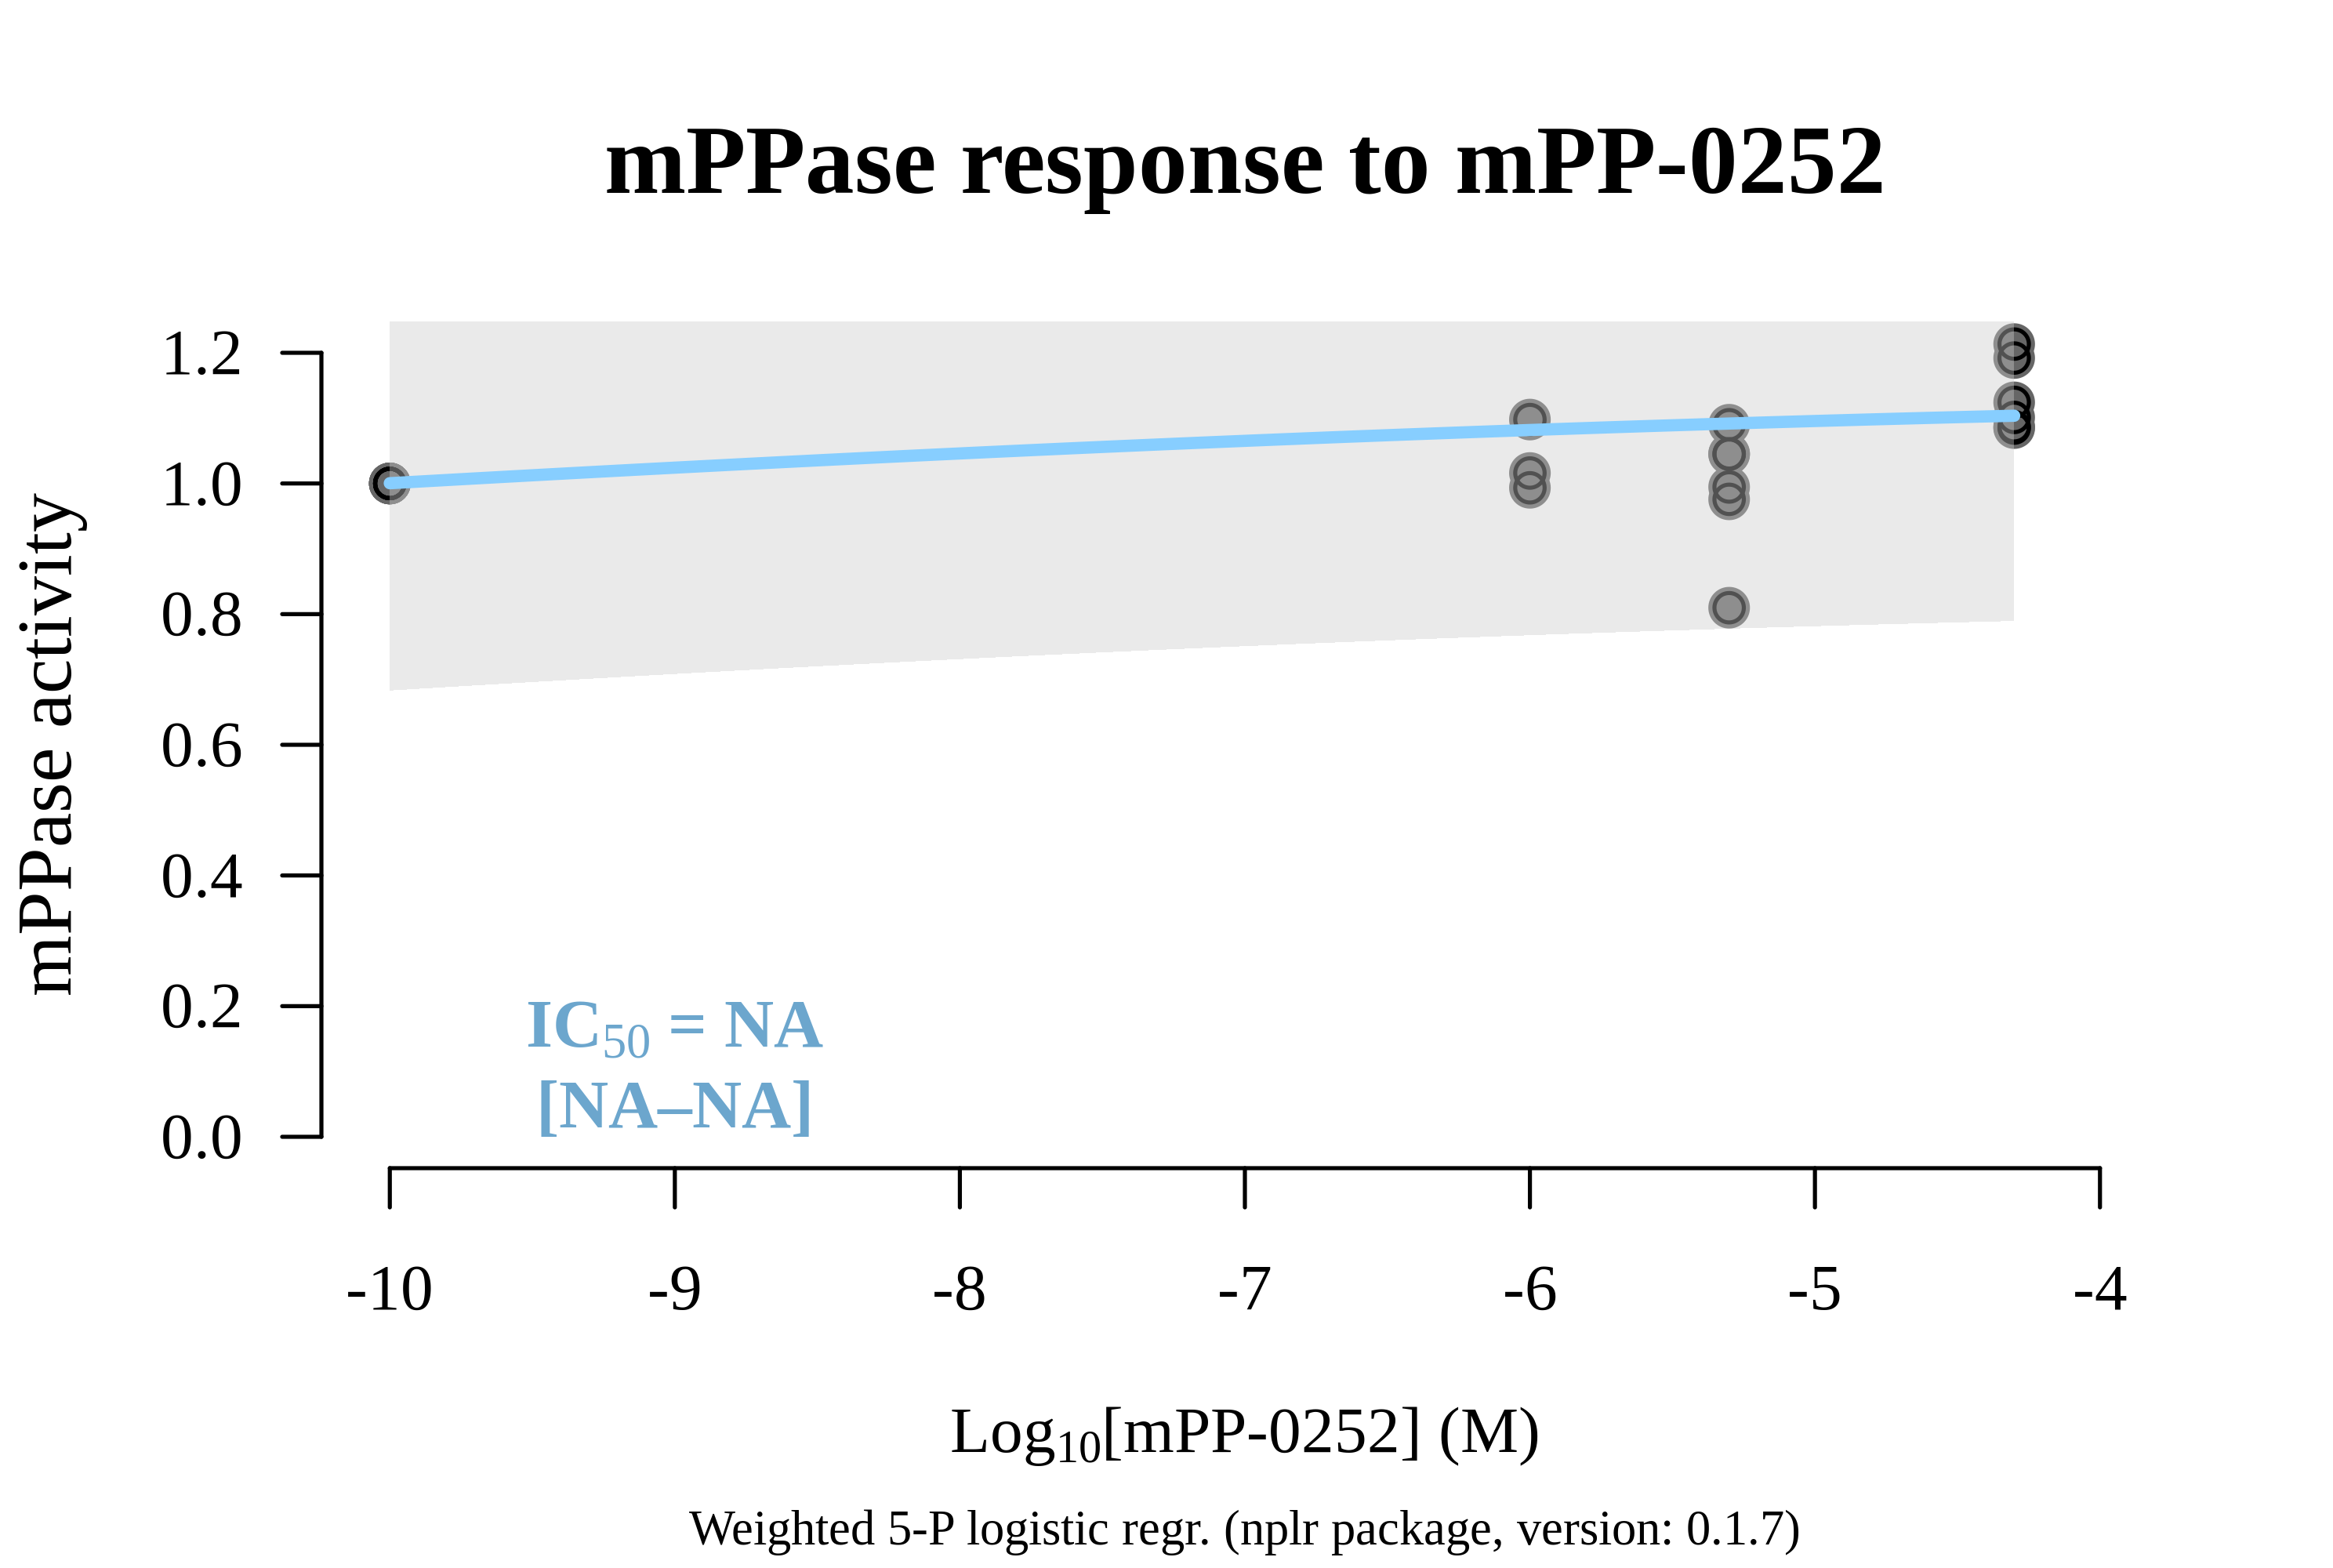 mPPase response to mPP-0252
mPPase activity
1.2
1.0
0.8
0.6
0.4
0.2
0.0
IC50 = NA
[NA–NA]
-10 -9 -8 -7 -6 -5 -4
Log10[mPP-0252] (M)
Weighted 5-P logistic regr. (nplr package, version: 0.1.7)